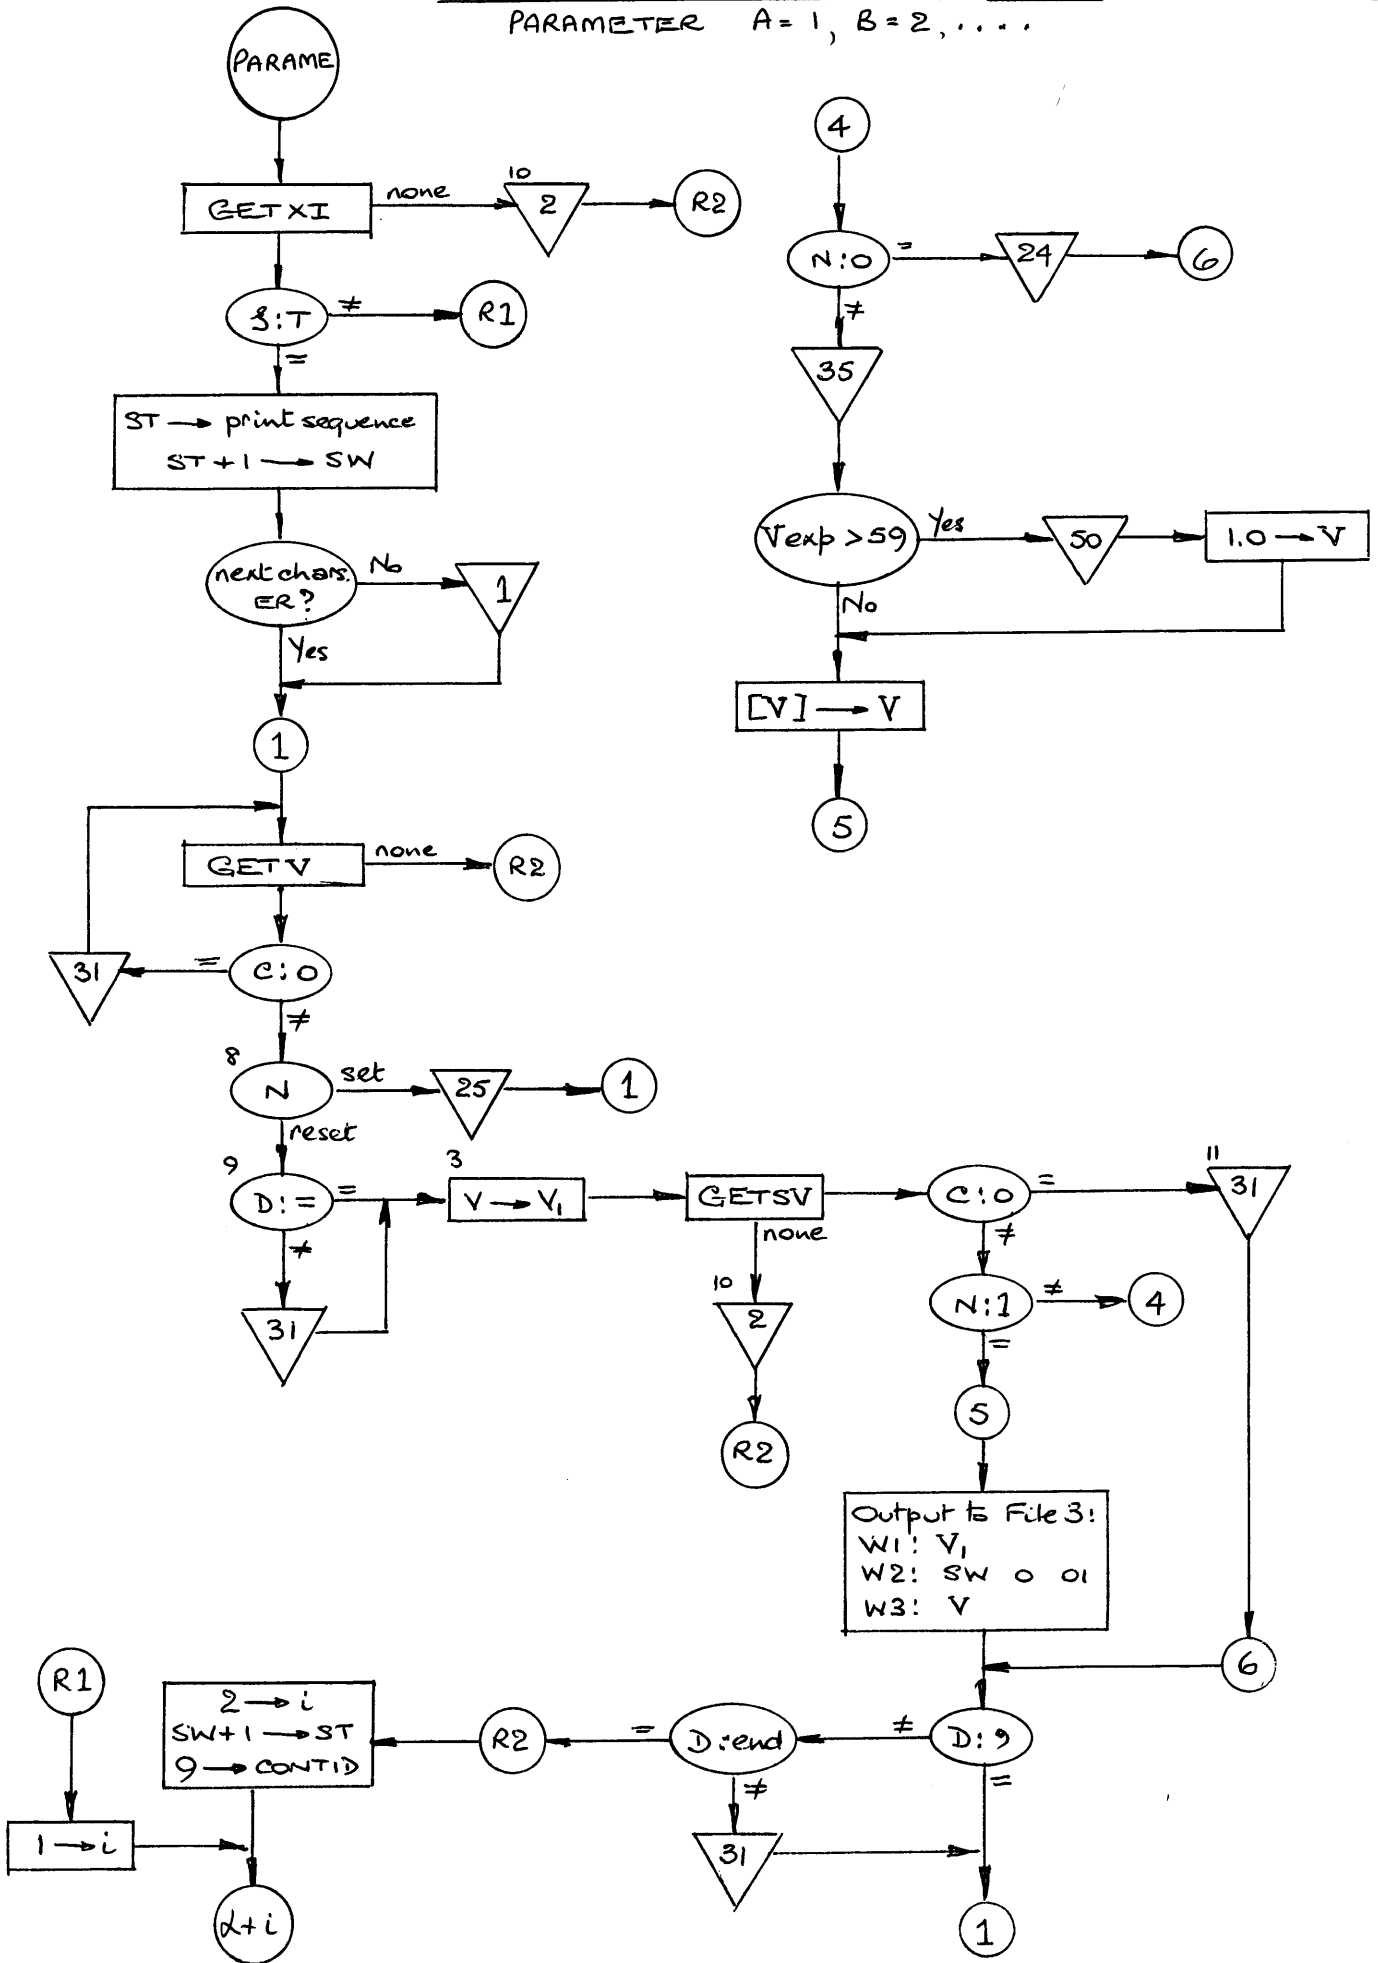 PARAMETER A = 1, B = 2, ....
PARAME
GETXI
none
10
2
R2
:T
≠
R1
=
ST → print sequence
ST + 1 → SW
next chars.
ER?
No
1
Yes
1
GETV
none
R2
C:0
=
31
≠
8
N
set
25
1
reset
9
D:=
=
≠
31
3
V → V₁
GETSV
none
10
2
R2
C:0
=
11
31
≠
N:1
≠
4
=
5
Output to File 3:
W1: V₁
W2: SW 0 01
W3: V
6
D:9
≠
=
1
D:end
=
≠
31
R2
2 → i
SW+1 → ST
9 → CONTID
R1
1 → i
α+i
4
N:0
=
24
6
≠
35
Vexp > 59
Yes
50
1.0 → V
No
[V] → V
5